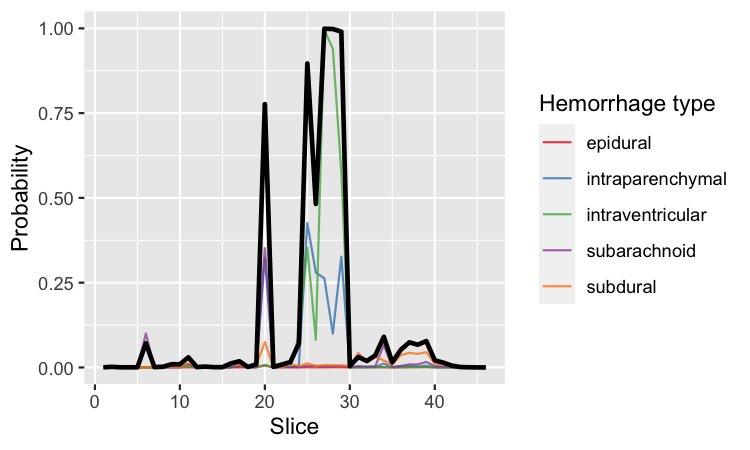 1.00
0.75
0.50
0.25
0.00
Probability
0 10 20 30 40
Slice
Hemorrhage type
epidural
intraparenchymal
intraventricular
subarachnoid
subdural